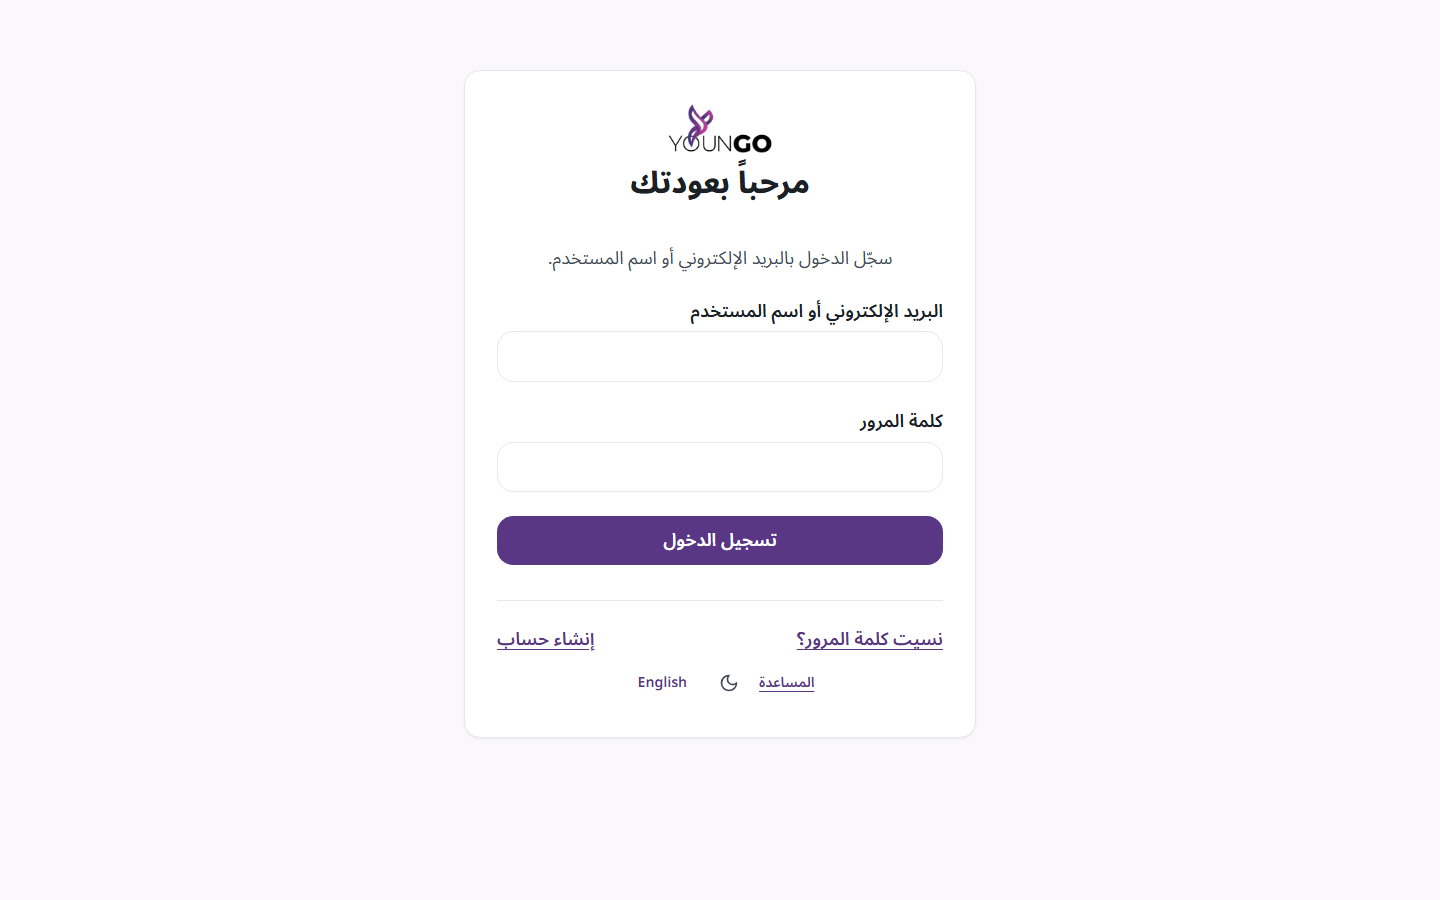 YOUNGO
مرحباً بعودتك
سجّل الدخول بالبريد الإلكتروني أو اسم المستخدم.
البريد الإلكتروني أو اسم المستخدم
كلمة المرور
تسجيل الدخول
نسيت كلمة المرور؟ إنشاء حساب
المساعدة English